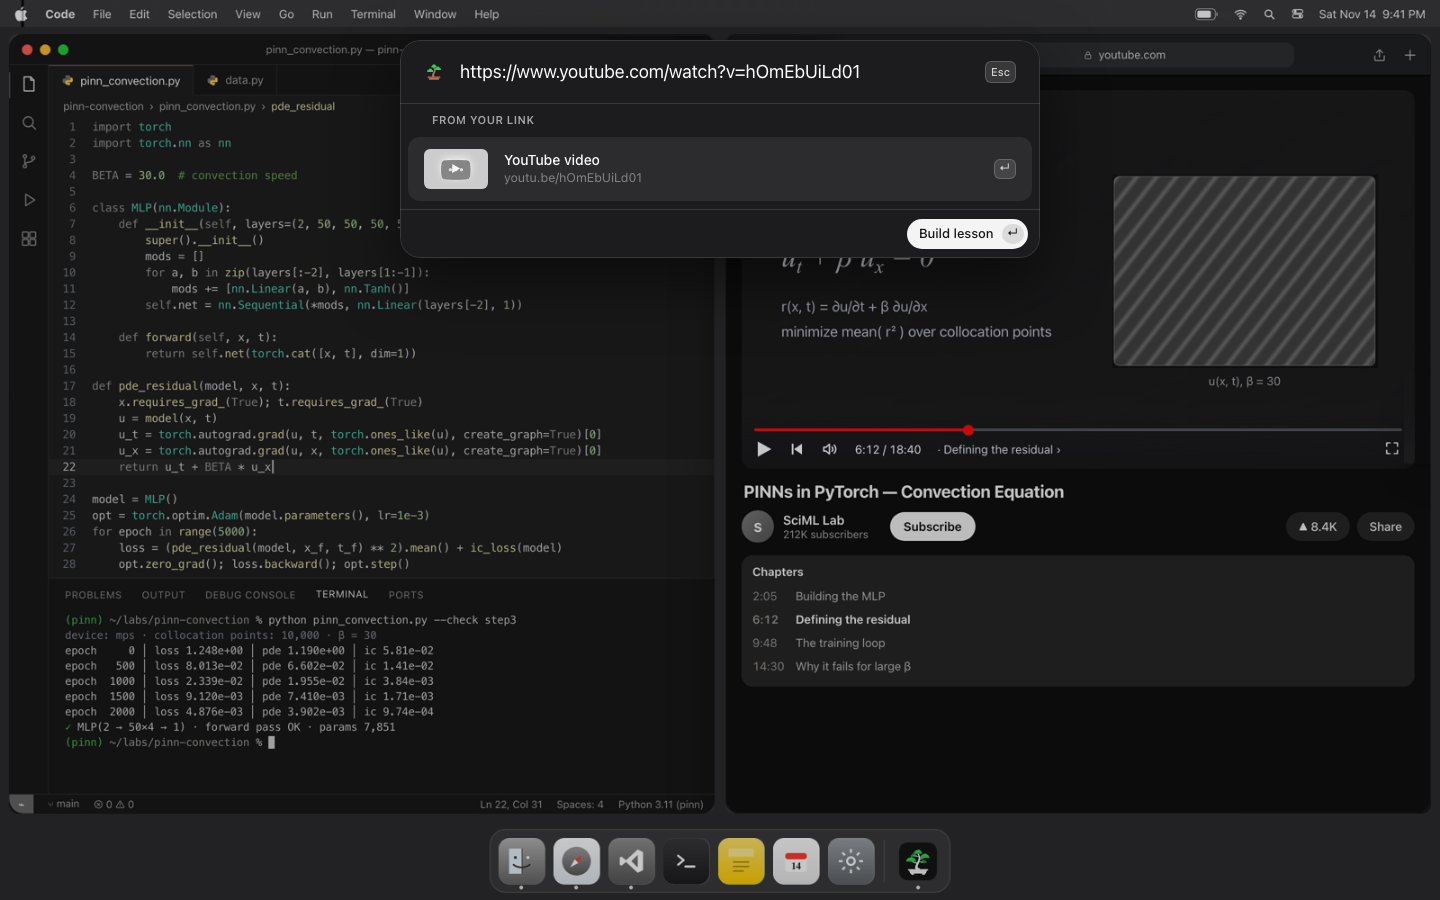 Code File Edit Selection View Go Run Terminal Window Help
Sat Nov 14 9:41 PM
pinn_convection.py — pinn-
youtube.com
https://www.youtube.com/watch?v=hOmEbUiLd01
Esc
FROM YOUR LINK
YouTube video
youtu.be/hOmEbUiLd01
Build lesson
pinn_convection.py
data.py
pinn-convection › pinn_convection.py › pde_residual
1 import torch
2 import torch.nn as nn
3
4 BETA = 30.0  # convection speed
5
6 class MLP(nn.Module):
7     def __init__(self, layers=(2, 50, 50, 50, 5
8         super().__init__()
9         mods = []
10         for a, b in zip(layers[:-2], layers[1:-1]):
11             mods += [nn.Linear(a, b), nn.Tanh()]
12         self.net = nn.Sequential(*mods, nn.Linear(layers[-2], 1))
13
14     def forward(self, x, t):
15         return self.net(torch.cat([x, t], dim=1))
16
17 def pde_residual(model, x, t):
18     x.requires_grad_(True); t.requires_grad_(True)
19     u = model(x, t)
20     u_t = torch.autograd.grad(u, t, torch.ones_like(u), create_graph=True)[0]
21     u_x = torch.autograd.grad(u, x, torch.ones_like(u), create_graph=True)[0]
22     return u_t + BETA * u_x
23
24 model = MLP()
25 opt = torch.optim.Adam(model.parameters(), lr=1e-3)
26 for epoch in range(5000):
27     loss = (pde_residual(model, x_f, t_f) ** 2).mean() + ic_loss(model)
28     opt.zero_grad(); loss.backward(); opt.step()
PROBLEMS OUTPUT DEBUG CONSOLE TERMINAL PORTS
(pinn) ~/labs/pinn-convection % python pinn_convection.py --check step3
device: mps · collocation points: 10,000 · β = 30
epoch     0 | loss 1.248e+00 | pde 1.190e+00 | ic 5.81e-02
epoch   500 | loss 8.013e-02 | pde 6.602e-02 | ic 1.41e-02
epoch  1000 | loss 2.339e-02 | pde 1.955e-02 | ic 3.84e-03
epoch  1500 | loss 9.120e-03 | pde 7.410e-03 | ic 1.71e-03
epoch  2000 | loss 4.876e-03 | pde 3.902e-03 | ic 9.74e-04
✓ MLP(2 → 50×4 → 1) · forward pass OK · params 7,851
(pinn) ~/labs/pinn-convection %
main 0 0
Ln 22, Col 31 Spaces: 4 Python 3.11 (pinn)
u_t + β u_x = 0
r(x, t) = ∂u/∂t + β ∂u/∂x
minimize mean( r² ) over collocation points
u(x, t), β = 30
6:12 / 18:40 · Defining the residual ›
PINNs in PyTorch — Convection Equation
S
SciML Lab
212K subscribers
Subscribe
8.4K
Share
Chapters
2:05 Building the MLP
6:12 Defining the residual
9:48 The training loop
14:30 Why it fails for large β
14